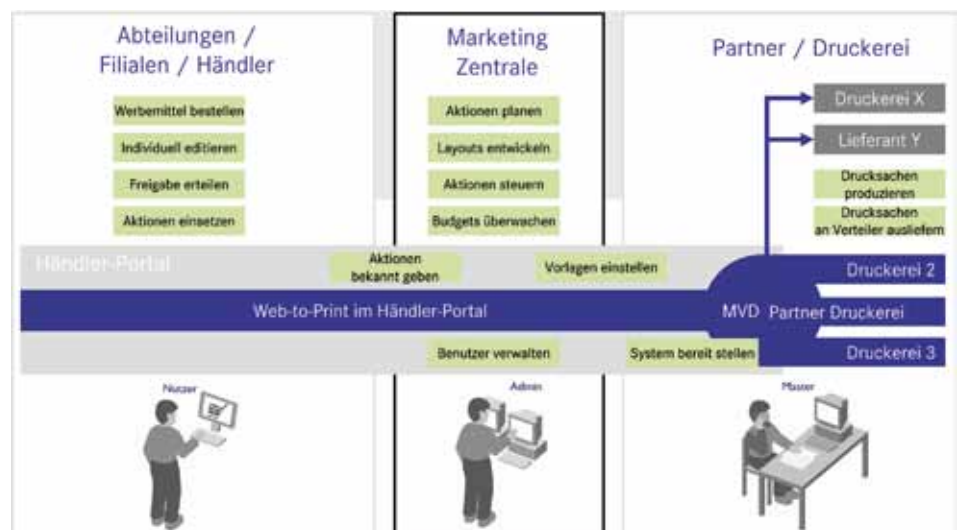 Abteilungen /
Filialen / Händler
Werbemittel bestellen
Individuell editieren
Freigabe erteilen
Aktionen einsetzen
Marketing
Zentrale
Aktionen planen
Layouts entwickeln
Aktionen steuern
Budgets überwachen
Partner / Druckerei
Druckerei X
Lieferant Y
Drucksachen
produzieren
Drucksachen
an Verteiler ausliefern
Händler-Portal
Aktionen
bekannt geben
Vorlagen einstellen
Druckerei 2
Web-to-Print im Händler-Portal
MVD Partner Druckerei
Benutzer verwalten
System bereit stellen
Druckerei 3
Nutzer
Admin
Master